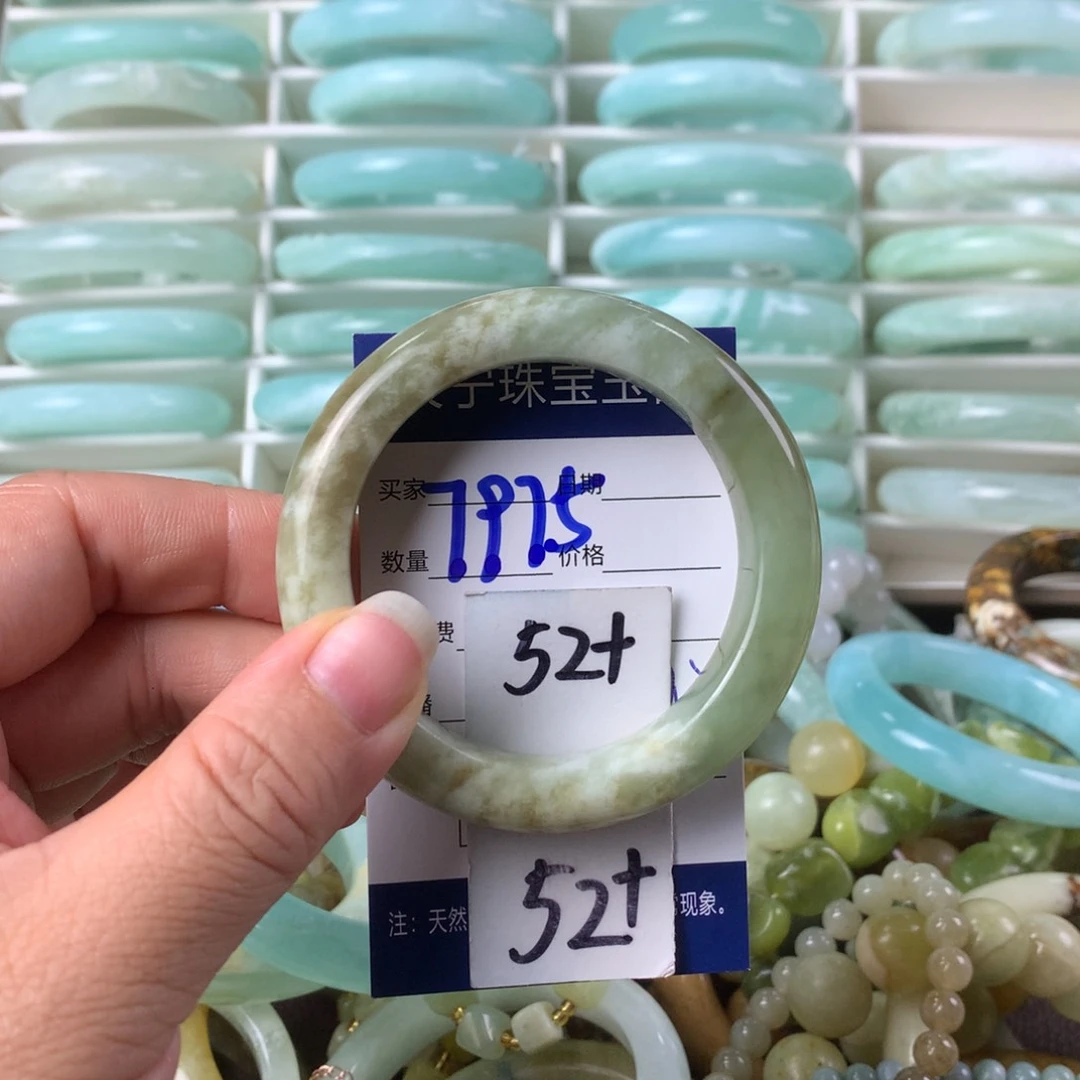 宁珠宝玉
买家 7975 日期
数量 价格
52+
费
52+
注：天然 现象。